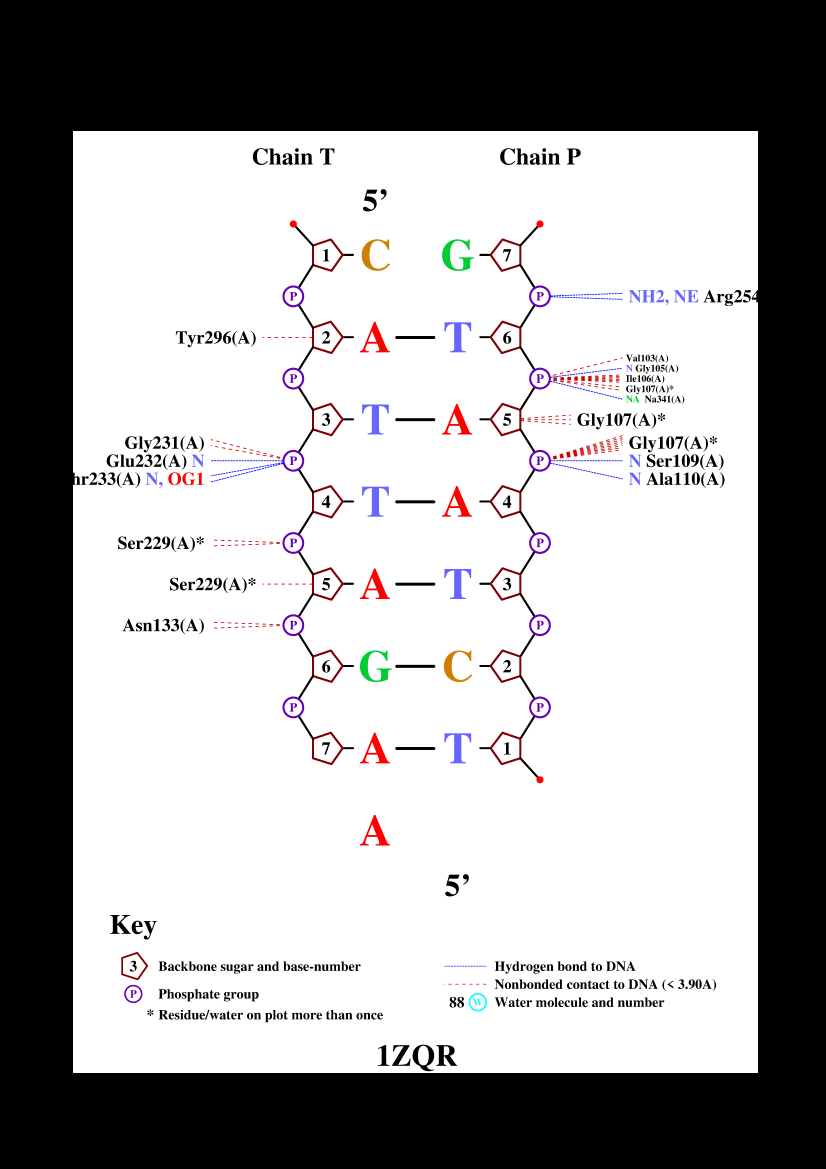 Chain T Chain P
5’
1 C G 7
P P NH2, NE Arg254
Tyr296(A) 2 A T 6
Val103(A)
N Gly105(A)
P P Ile106(A)
Gly107(A)*
NA Na341(A)
3 T A 5 Gly107(A)*
Gly231(A) Gly107(A)*
Glu232(A) N P P N Ser109(A)
hr233(A) N, OG1 N Ala110(A)
4 T A 4
Ser229(A)* P P
Ser229(A)* 5 A T 3
Asn133(A) P P
6 G C 2
P P
7 A T 1
A
5’
Key
3 Backbone sugar and base-number Hydrogen bond to DNA
Nonbonded contact to DNA (< 3.90A)
P Phosphate group 88 W Water molecule and number
* Residue/water on plot more than once
1ZQR